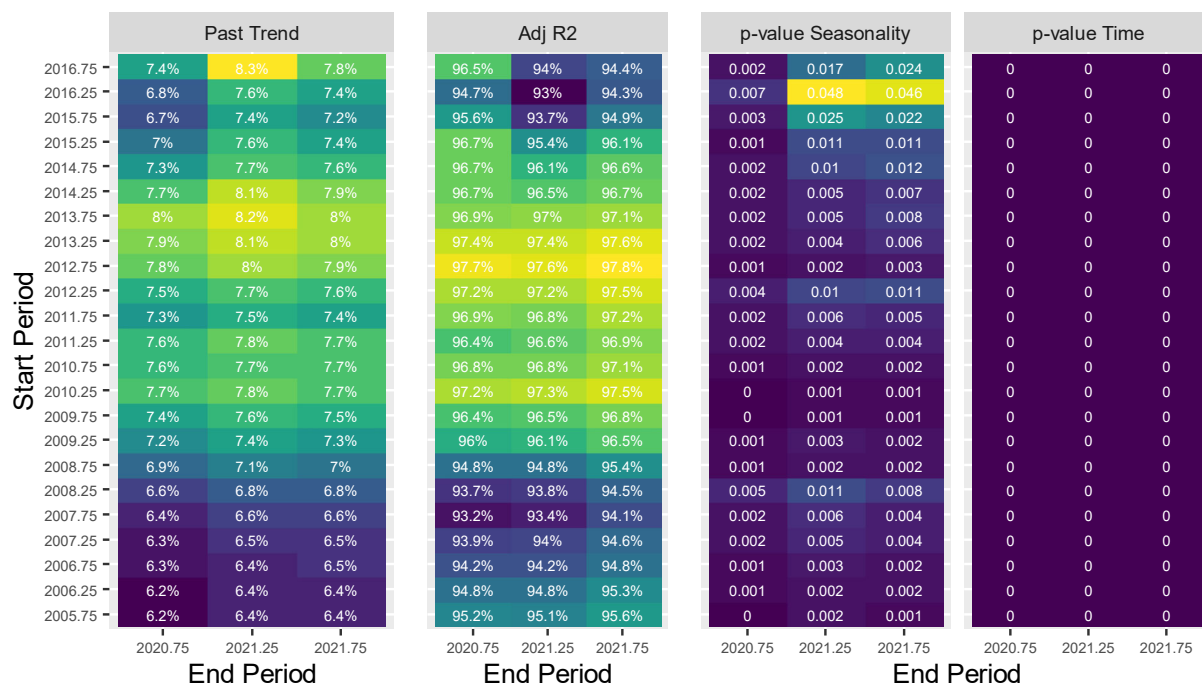 Past Trend Adj R2 p-value Seasonality p-value Time
2016.75 7.4% 8.3% 7.8% 96.5% 94% 94.4% 0.002 0.017 0.024 0 0 0
2016.25 6.8% 7.6% 7.4% 94.7% 93% 94.3% 0.007 0.048 0.046 0 0 0
2015.75 6.7% 7.4% 7.2% 95.6% 93.7% 94.9% 0.003 0.025 0.022 0 0 0
2015.25 7% 7.6% 7.4% 96.7% 95.4% 96.1% 0.001 0.011 0.011 0 0 0
2014.75 7.3% 7.7% 7.6% 96.7% 96.1% 96.6% 0.002 0.01 0.012 0 0 0
2014.25 7.7% 8.1% 7.9% 96.7% 96.5% 96.7% 0.002 0.005 0.007 0 0 0
2013.75 8% 8.2% 8% 96.9% 97% 97.1% 0.002 0.005 0.008 0 0 0
2013.25 7.9% 8.1% 8% 97.4% 97.4% 97.6% 0.002 0.004 0.006 0 0 0
2012.75 7.8% 8% 7.9% 97.7% 97.6% 97.8% 0.001 0.002 0.003 0 0 0
2012.25 7.5% 7.7% 7.6% 97.2% 97.2% 97.5% 0.004 0.01 0.011 0 0 0
2011.75 7.3% 7.5% 7.4% 96.9% 96.8% 97.2% 0.002 0.006 0.005 0 0 0
2011.25 7.6% 7.8% 7.7% 96.4% 96.6% 96.9% 0.002 0.004 0.004 0 0 0
2010.75 7.6% 7.7% 7.7% 96.8% 96.8% 97.1% 0.001 0.002 0.002 0 0 0
2010.25 7.7% 7.8% 7.7% 97.2% 97.3% 97.5% 0 0.001 0.001 0 0 0
2009.75 7.4% 7.6% 7.5% 96.4% 96.5% 96.8% 0 0.001 0.001 0 0 0
2009.25 7.2% 7.4% 7.3% 96% 96.1% 96.5% 0.001 0.003 0.002 0 0 0
2008.75 6.9% 7.1% 7% 94.8% 94.8% 95.4% 0.001 0.002 0.002 0 0 0
2008.25 6.6% 6.8% 6.8% 93.7% 93.8% 94.5% 0.005 0.011 0.008 0 0 0
2007.75 6.4% 6.6% 6.6% 93.2% 93.4% 94.1% 0.002 0.006 0.004 0 0 0
2007.25 6.3% 6.5% 6.5% 93.9% 94% 94.6% 0.002 0.005 0.004 0 0 0
2006.75 6.3% 6.4% 6.5% 94.2% 94.2% 94.8% 0.001 0.003 0.002 0 0 0
2006.25 6.2% 6.4% 6.4% 94.8% 94.8% 95.3% 0.001 0.002 0.002 0 0 0
2005.75 6.2% 6.4% 6.4% 95.2% 95.1% 95.6% 0 0.002 0.001 0 0 0
Start Period
2020.75 2021.25 2021.75 2020.75 2021.25 2021.75 2020.75 2021.25 2021.75 2020.75 2021.25 2021.75
End Period End Period End Period